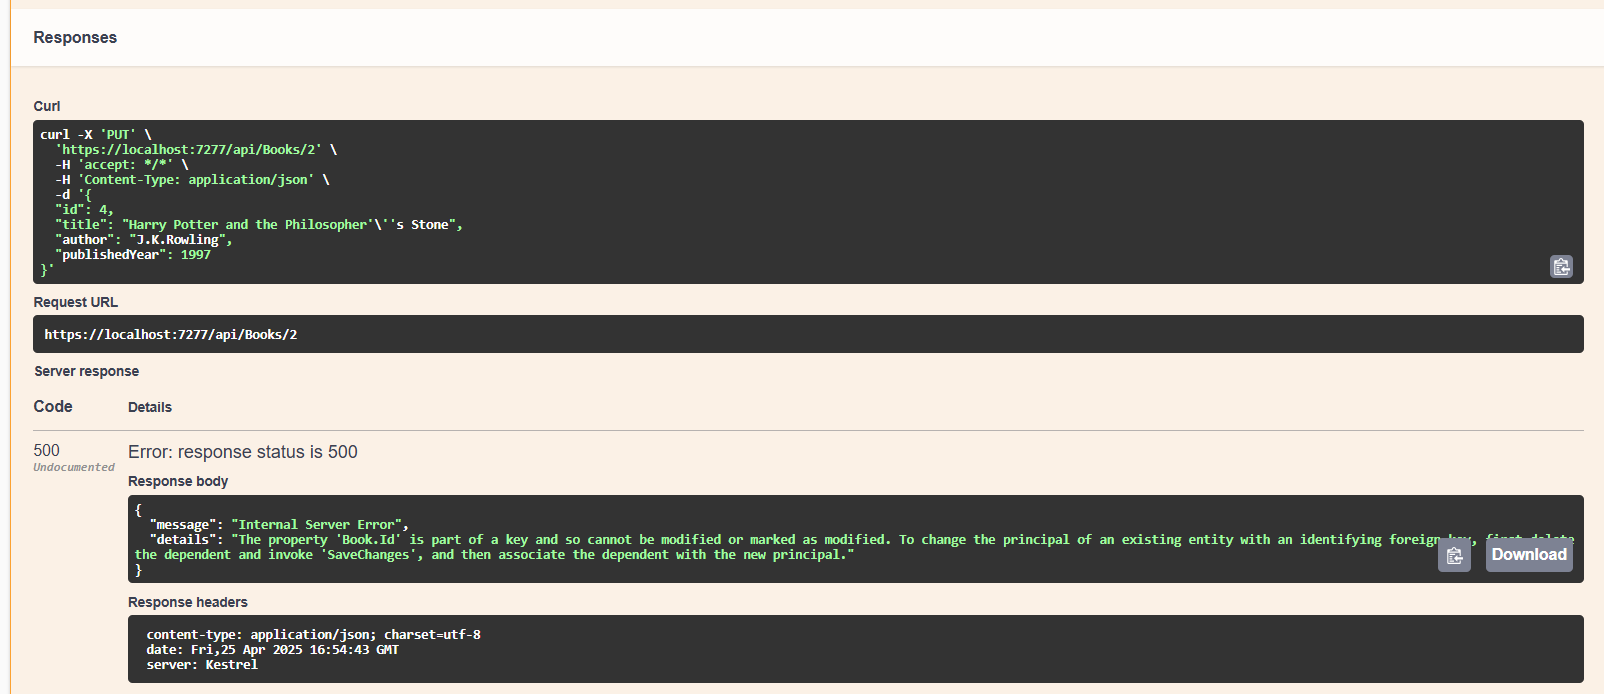 Responses
Curl
curl -X 'PUT' \
  'https://localhost:7277/api/Books/2' \
  -H 'accept: */*' \
  -H 'Content-Type: application/json' \
  -d '{
  "id": 4,
  "title": "Harry Potter and the Philosopher'\''s Stone",
  "author": "J.K.Rowling",
  "publishedYear": 1997
}'
Request URL
https://localhost:7277/api/Books/2
Server response
Code Details
500 Error: response status is 500
Undocumented
Response body
{
  "message": "Internal Server Error",
  "details": "The property 'Book.Id' is part of a key and so cannot be modified or marked as modified. To change the principal of an existing entity with an identifying foreign key, first delete
the dependent and invoke 'SaveChanges', and then associate the dependent with the new principal."
}
Download
Response headers
content-type: application/json; charset=utf-8
date: Fri,25 Apr 2025 16:54:43 GMT
server: Kestrel